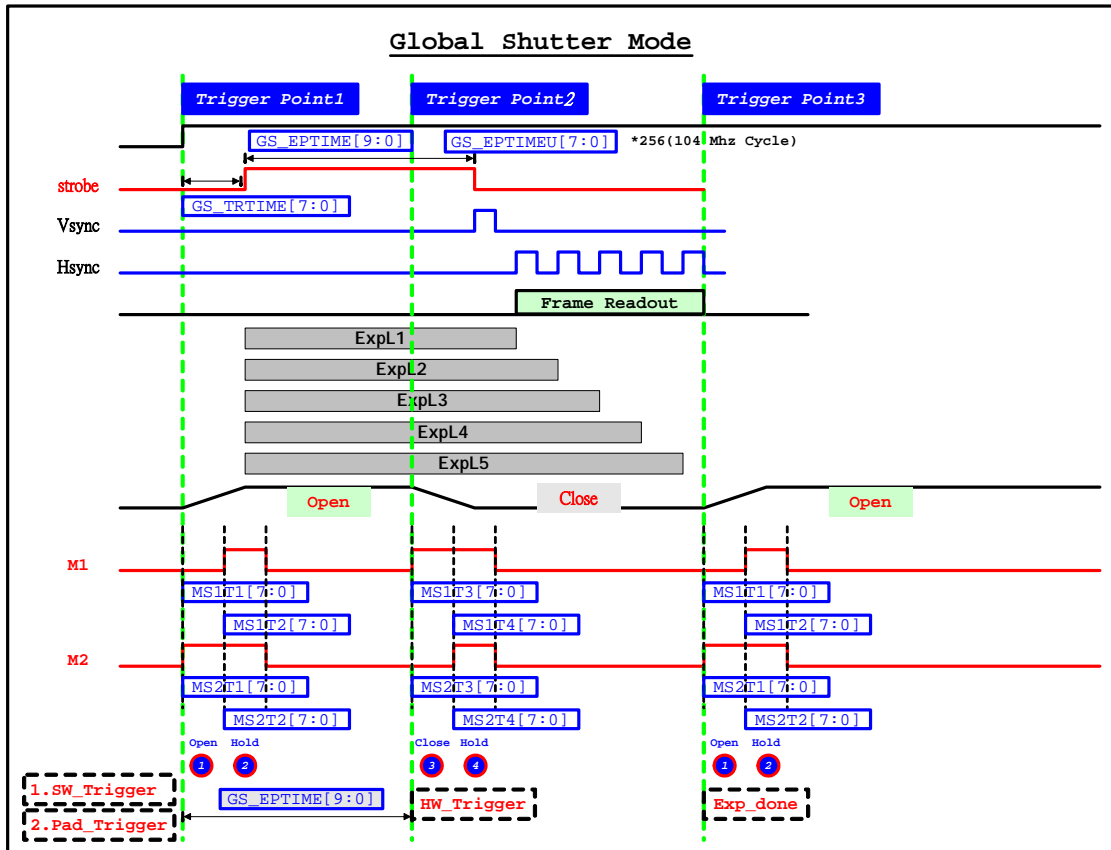 Global Shutter Mode
Trigger Point1
Trigger Point2
Trigger Point3
GS_EPTIME[9:0]
GS_EPTIMEU[7:0]
*256(104 Mhz Cycle)
strobe
GS_TRTIME[7:0]
Vsync
Hsync
Frame Readout
ExpL1
ExpL2
ExpL3
ExpL4
ExpL5
Open
Close
Open
M1
MS1T1[7:0]
MS1T3[7:0]
MS1T1[7:0]
MS1T2[7:0]
MS1T4[7:0]
MS1T2[7:0]
M2
MS2T1[7:0]
MS2T3[7:0]
MS2T1[7:0]
MS2T2[7:0]
MS2T4[7:0]
MS2T2[7:0]
Open Hold
Close Hold
Open Hold
1 2
3 4
1 2
1.SW_Trigger
GS_EPTIME[9:0]
HW_Trigger
Exp_done
2.Pad_Trigger